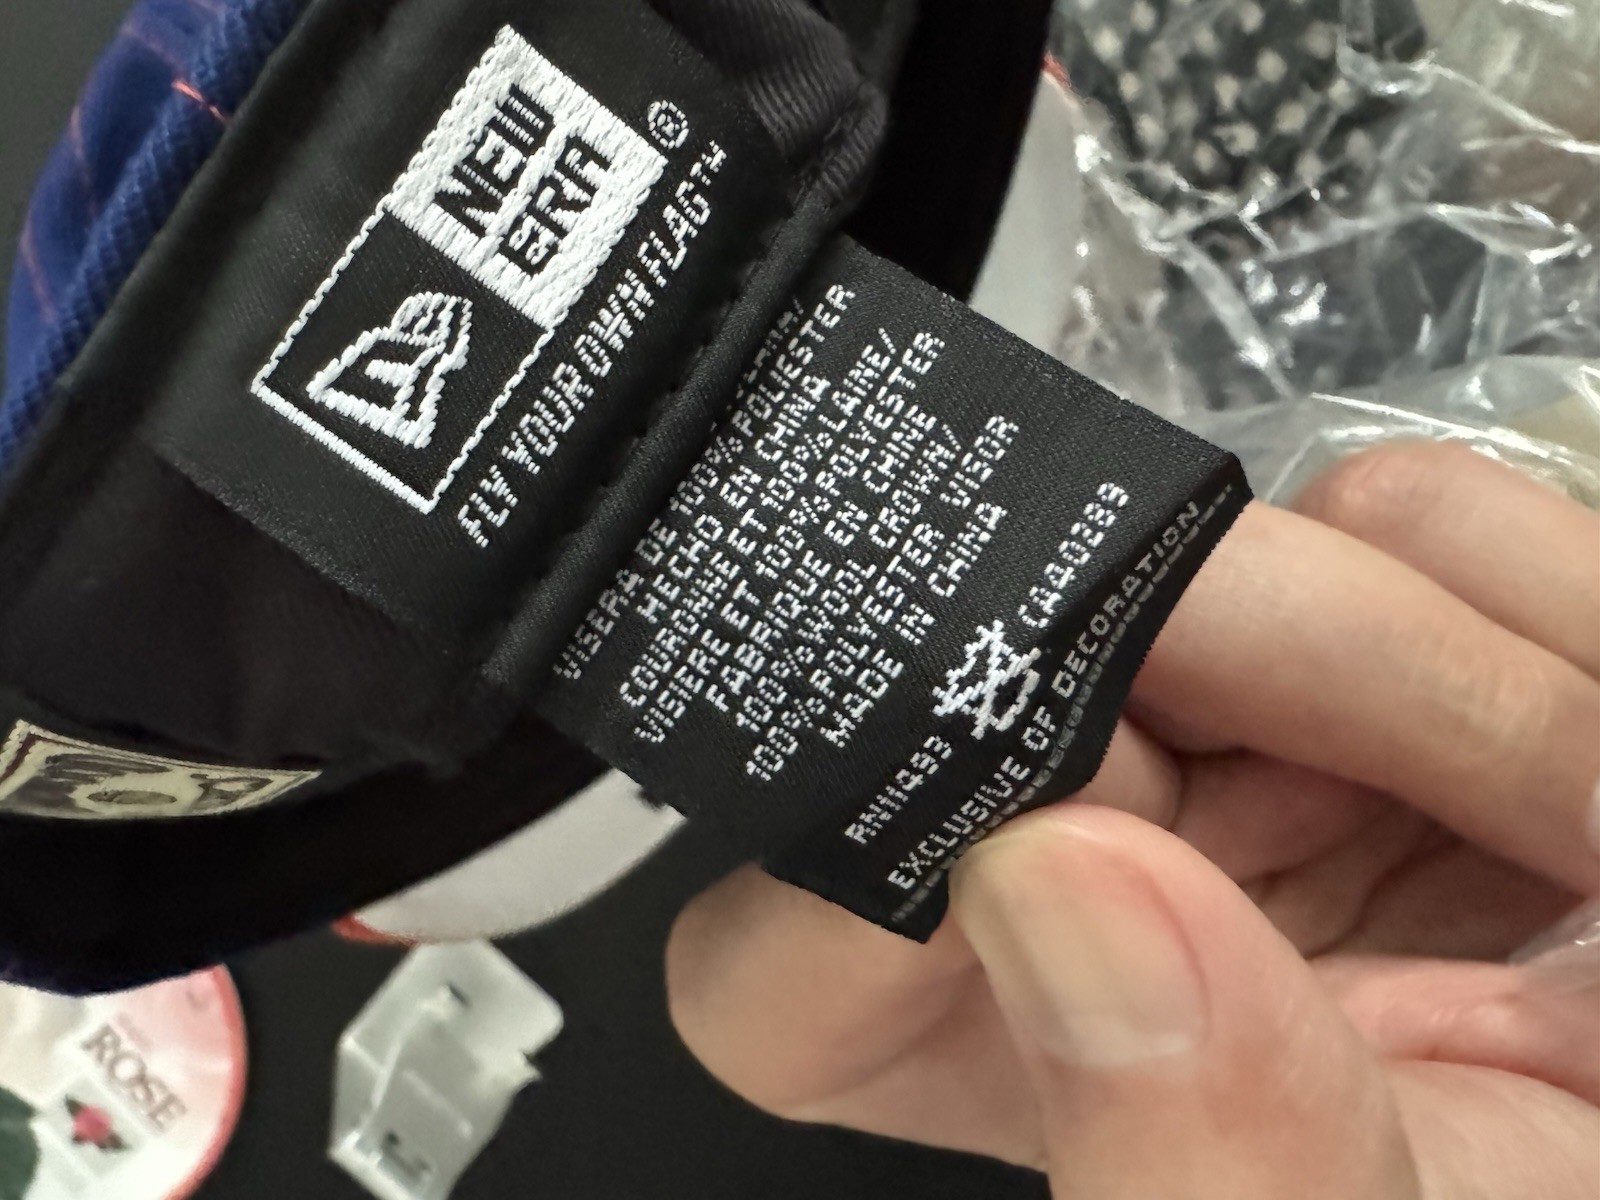 NEW
ERA
®
FLY YOUR OWN FLAG™
VISERA DE 100% POLIESTER
HECHO EN CHINA
COURONNE ET 100% LAINE/
VISIERE ET 100% POLYESTER
FABRIQUE EN CHINE
100% WOOL CROWN/
100% POLYESTER VISOR
MADE IN CHINA
RN11493 CA40283
EXCLUSIVE OF DECORATION
ROSE